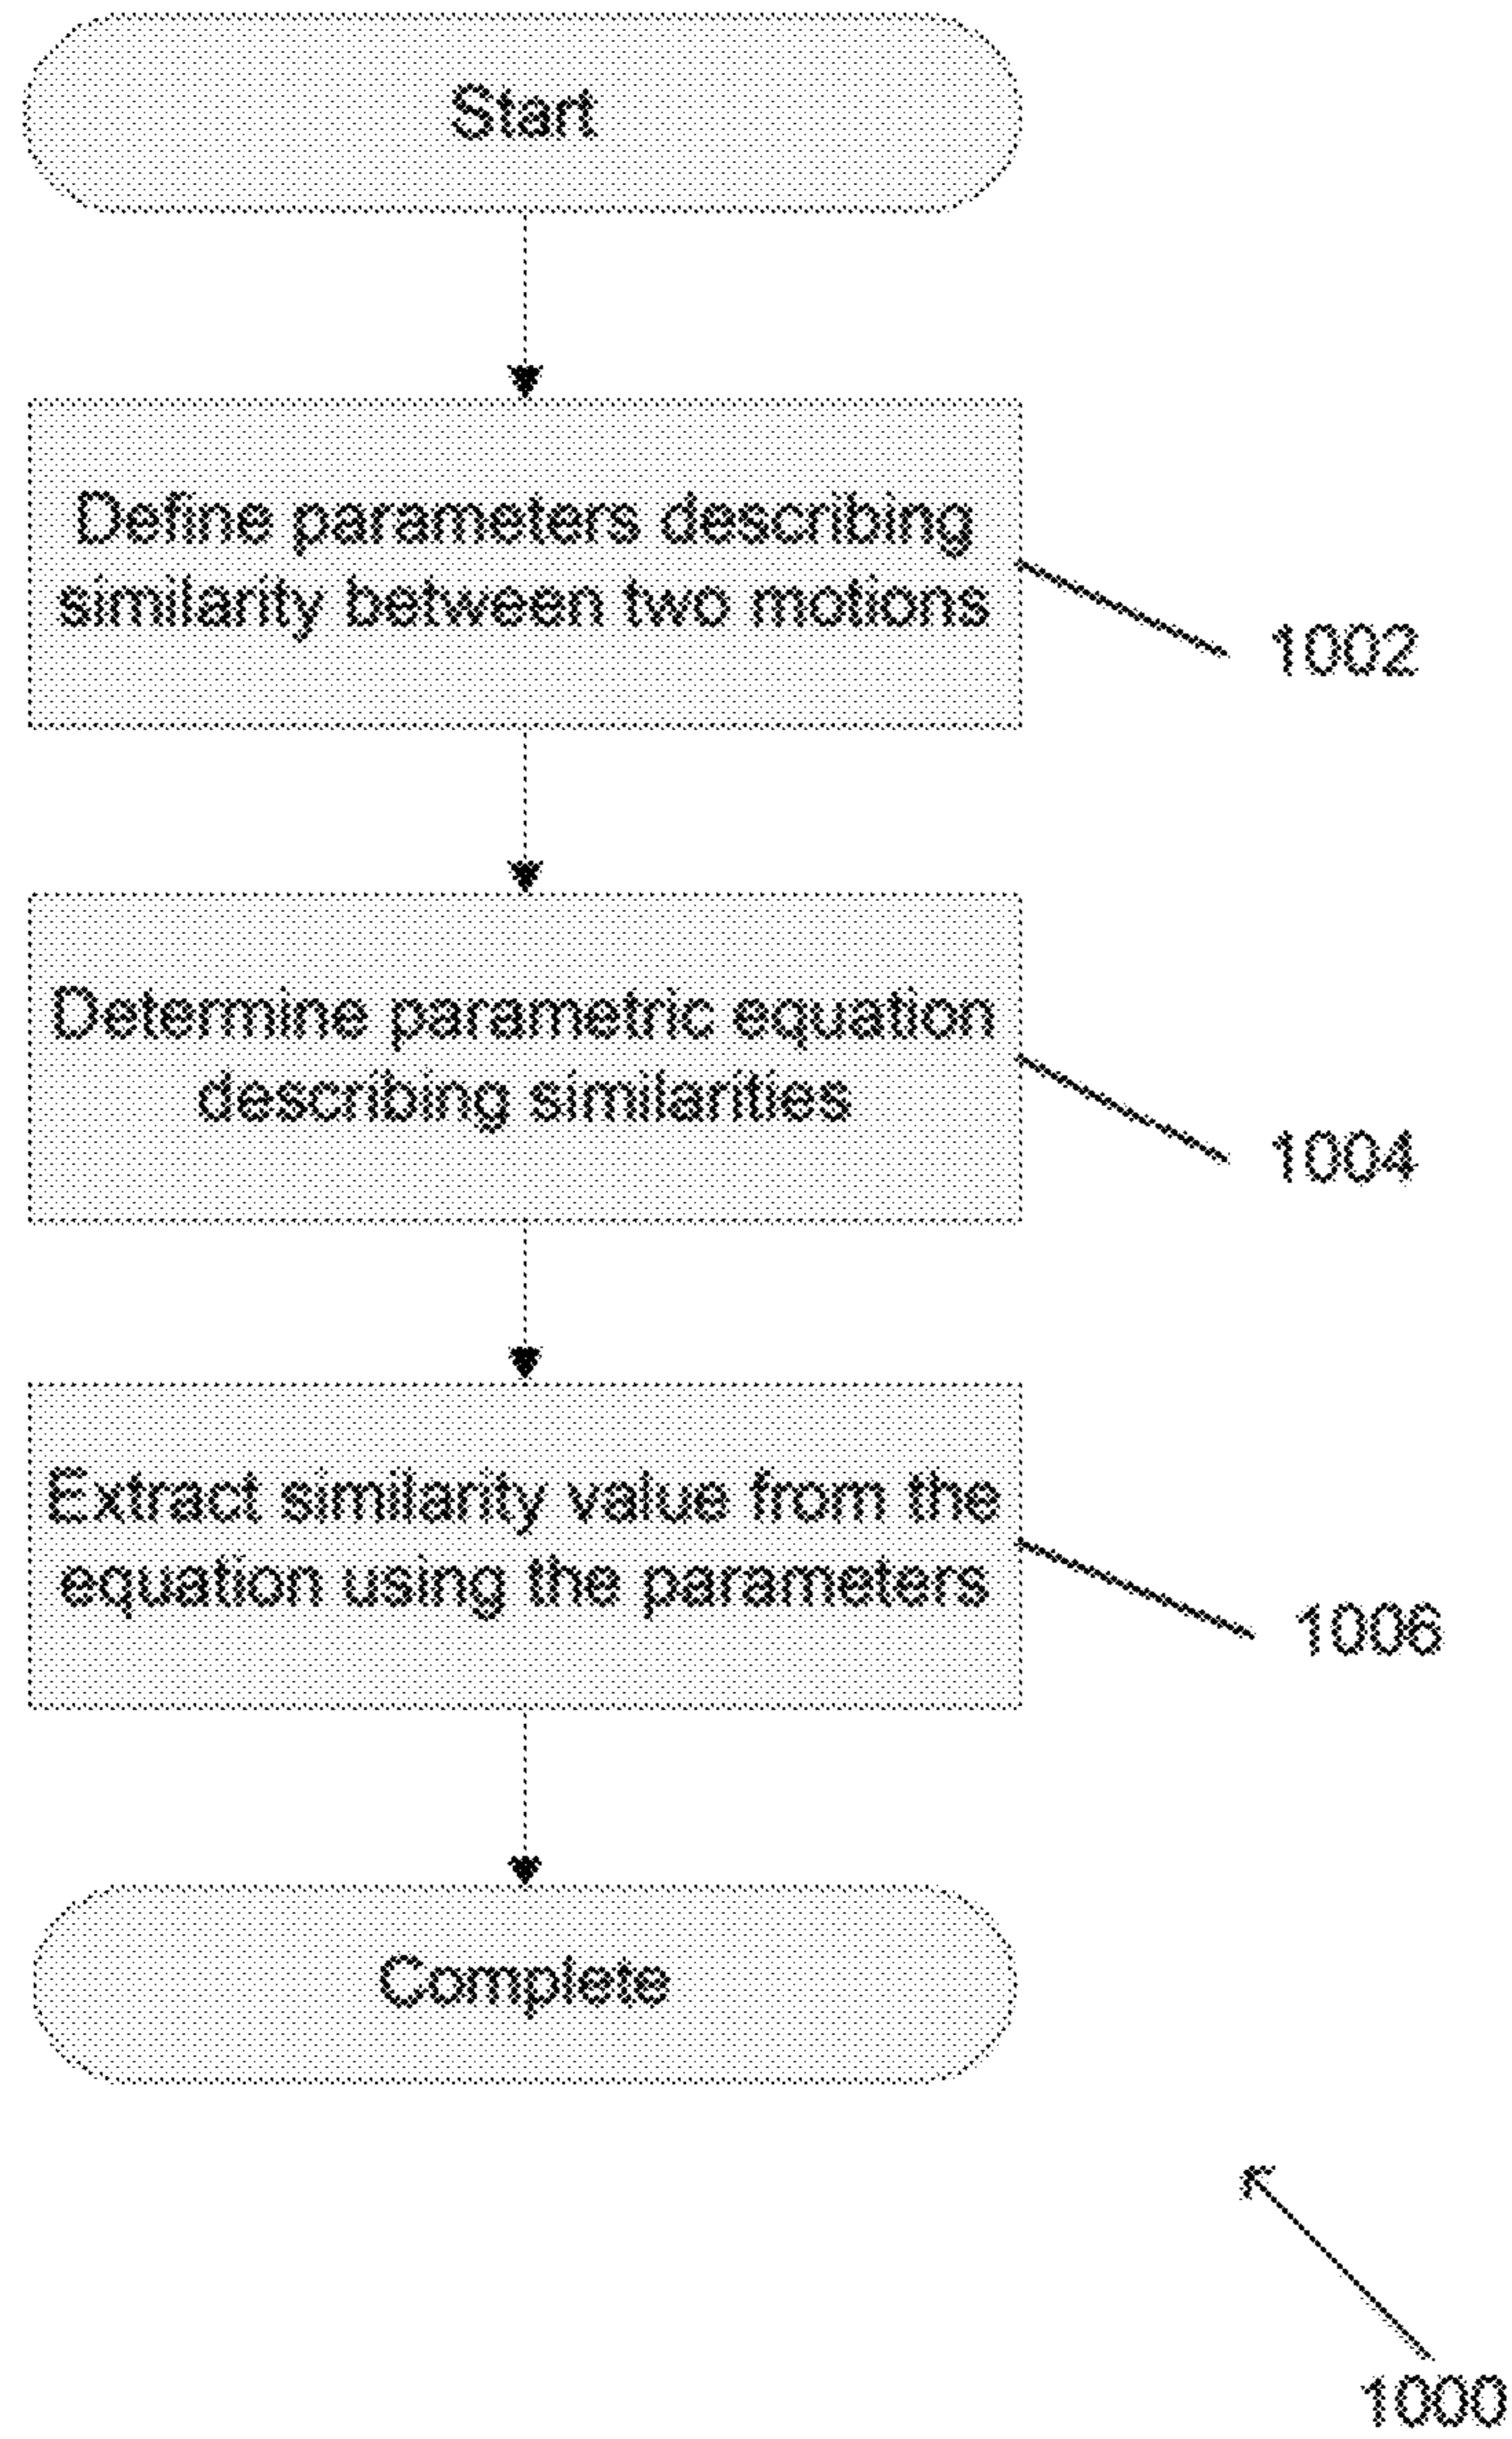 Start
Define parameters describing
similarity between two motions
1002
Determine parametric equation
describing similarities
1004
Extract similarity value from the
equation using the parameters
1006
Complete
1000